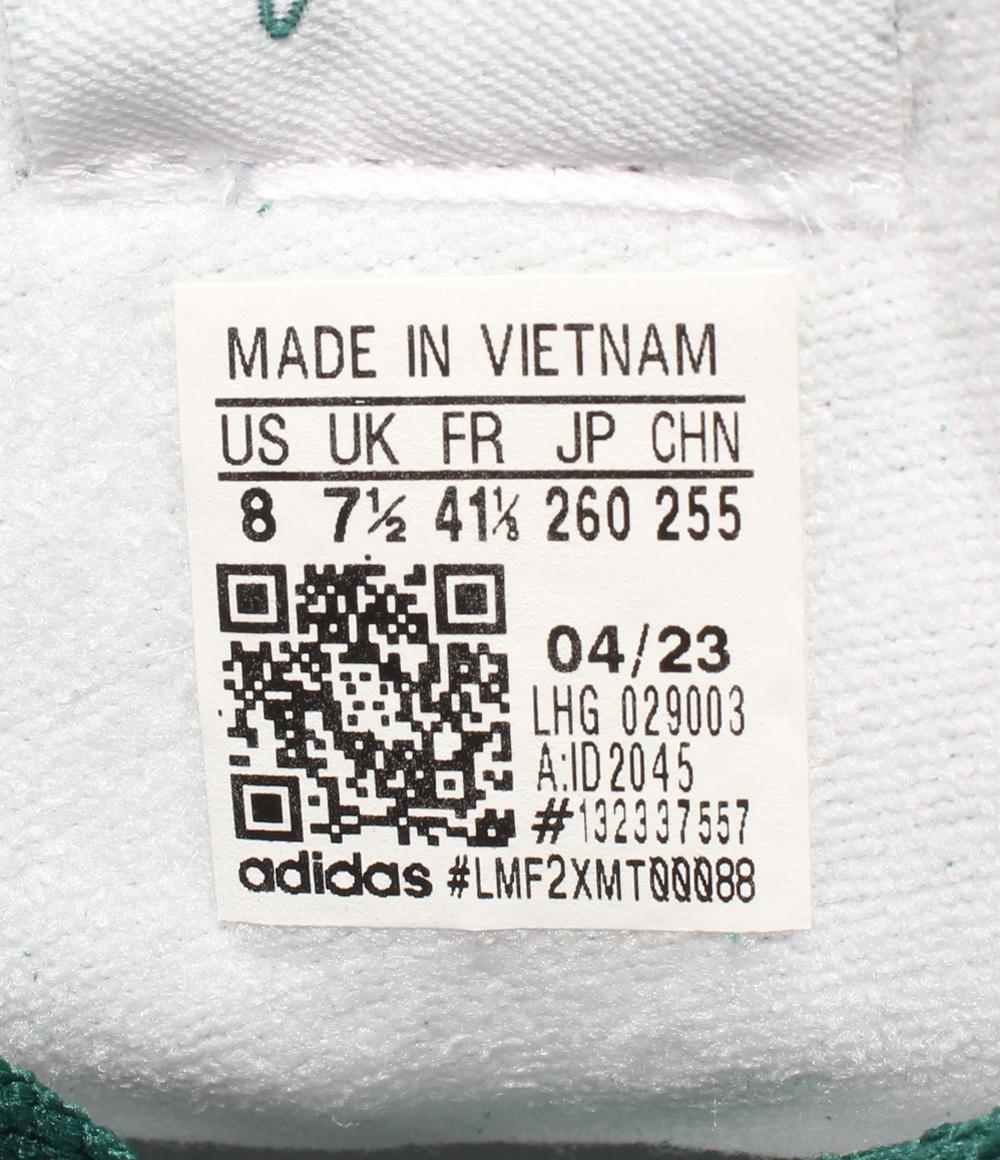 MADE IN VIETNAM
US UK FR JP CHN
8 7½ 41⅓ 260 255
04/23
LHG 029003
A:ID2045
#132337557
adidas #LMF2XMT00088